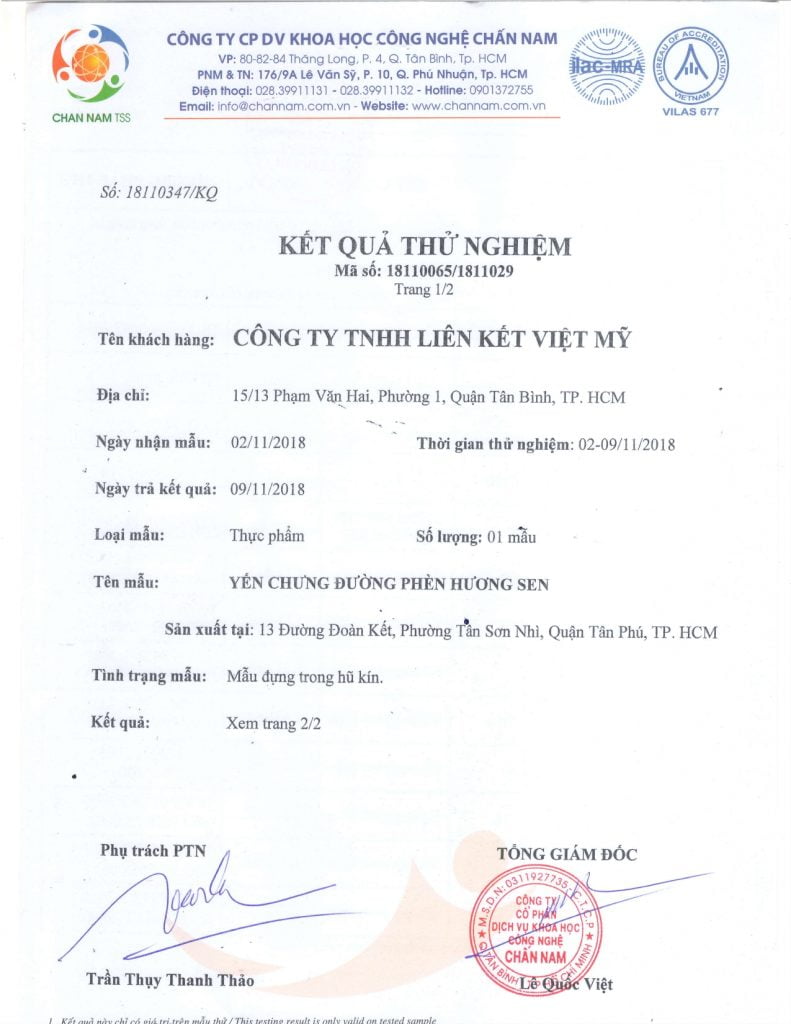 CÔNG TY CP DV KHOA HỌC CÔNG NGHỆ CHẤN NAM
VP: 80-82-84 Thăng Long, P. 4, Q. Tân Bình, Tp. HCM
PNM & TN: 176/9A Lê Văn Sỹ, P. 10, Q. Phú Nhuận, Tp. HCM
Điện thoại: 028.39911131 - 028.39911132 - Hotline: 0901372755
Email: info@channam.com.vn - Website: www.channam.com.vn
CHAN NAM TSS
ilac-MRA
BUREAU OF ACCREDITATION
VIETNAM
VILAS 677
Số: 18110347/KQ
KẾT QUẢ THỬ NGHIỆM
Mã số: 18110065/1811029
Trang 1/2
Tên khách hàng: CÔNG TY TNHH LIÊN KẾT VIỆT MỸ
Địa chỉ: 15/13 Phạm Văn Hai, Phường 1, Quận Tân Bình, TP. HCM
Ngày nhận mẫu: 02/11/2018 Thời gian thử nghiệm: 02-09/11/2018
Ngày trả kết quả: 09/11/2018
Loại mẫu: Thực phẩm Số lượng: 01 mẫu
Tên mẫu: YẾN CHƯNG ĐƯỜNG PHÈN HƯƠNG SEN
Sản xuất tại: 13 Đường Đoàn Kết, Phường Tân Sơn Nhì, Quận Tân Phú, TP. HCM
Tình trạng mẫu: Mẫu đựng trong hũ kín.
Kết quả: Xem trang 2/2
Phụ trách PTN TỔNG GIÁM ĐỐC
M.S.D.N: 0311927735-C.T.C.P
CÔNG TY
CỔ PHẦN
DỊCH VỤ KHOA HỌC
CÔNG NGHỆ
CHẤN NAM
Q. TÂN BÌNH - TP. HỒ CHÍ MINH
Trần Thụy Thanh Thảo Lê Quốc Việt
1. Kết quả này chỉ có giá trị trên mẫu thử / This testing result is only valid on tested sample